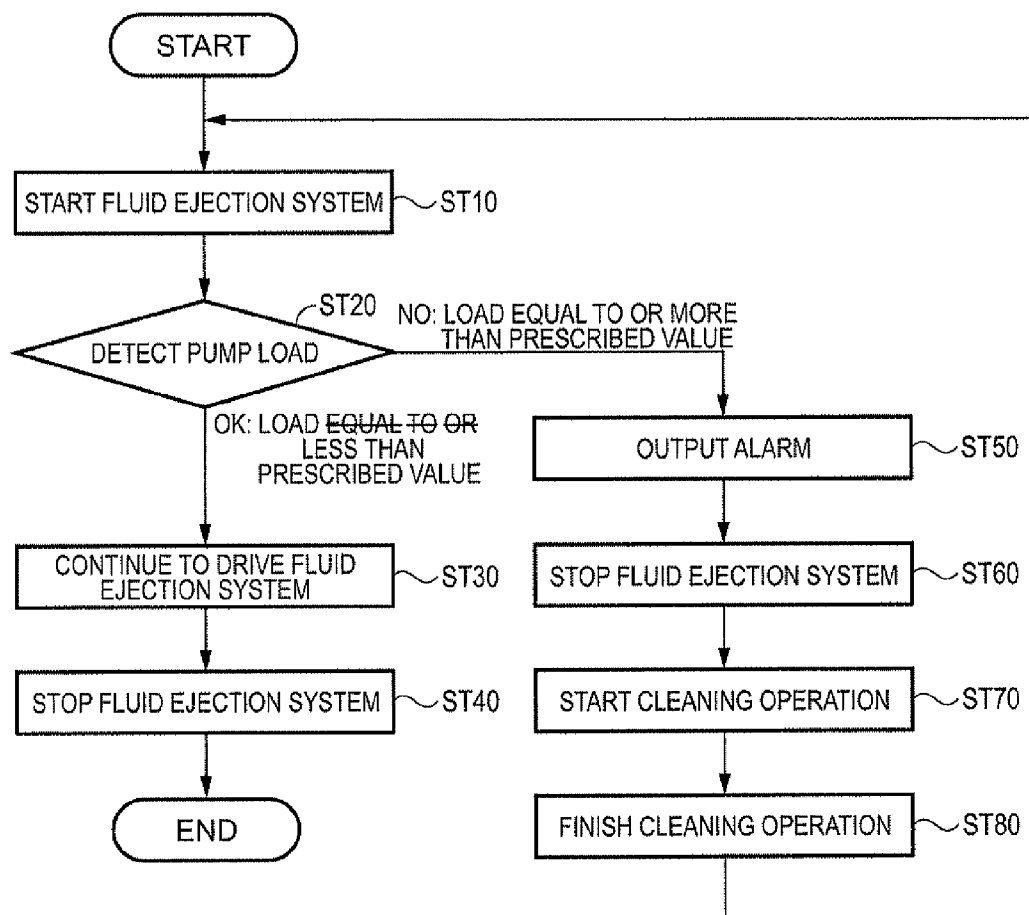 START
START FLUID EJECTION SYSTEM
ST10
ST20
NO: LOAD EQUAL TO OR MORE
THAN PRESCRIBED VALUE
DETECT PUMP LOAD
OK: LOAD EQUAL TO OR
LESS THAN
PRESCRIBED VALUE
OUTPUT ALARM
ST50
CONTINUE TO DRIVE FLUID
EJECTION SYSTEM
ST30
STOP FLUID EJECTION SYSTEM
ST60
STOP FLUID EJECTION SYSTEM
ST40
START CLEANING OPERATION
ST70
END
FINISH CLEANING OPERATION
ST80